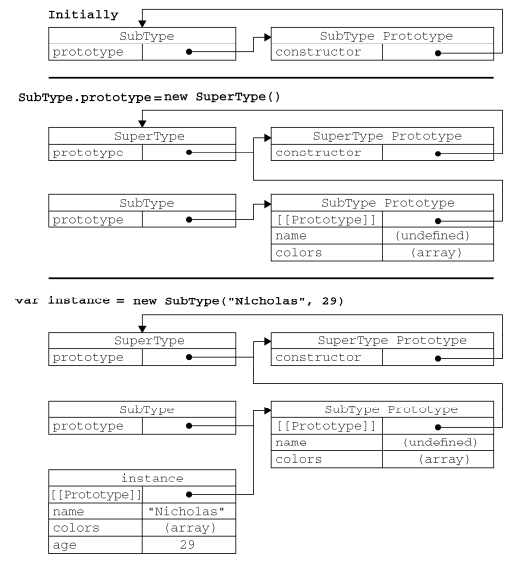 Initially
SubType
SubType Prototype
prototype
constructor
SubType.prototype=new SuperType()
SuperType
SuperType Prototype
prototype
constructor
SubType
SubType Prototype
prototype
[[Prototype]]
name (undefined)
colors (array)
var instance = new SubType("Nicholas", 29)
SuperType
SuperType Prototype
prototype
constructor
SubType
SubType Prototype
prototype
[[Prototype]]
name (undefined)
colors (array)
instance
[[Prototype]]
name "Nicholas"
colors (array)
age 29